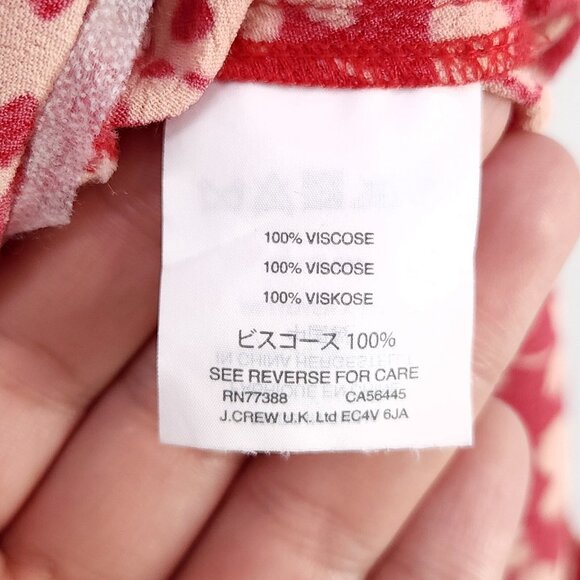 100% VISCOSE
100% VISCOSE
100% VISKOSE
ビスコース 100%
SEE REVERSE FOR CARE
RN77388 CA56445
J.CREW U.K. Ltd EC4V 6JA